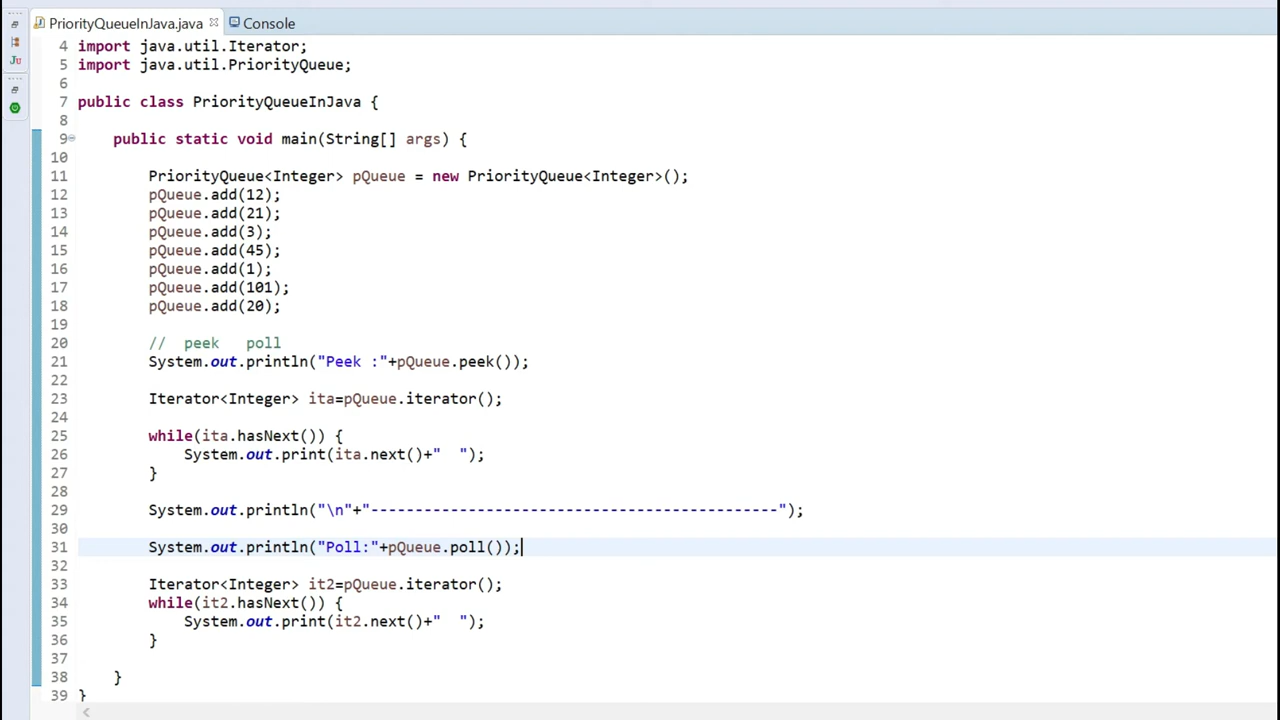 PriorityQueueInJava.java Console
4 import java.util.Iterator;
5 import java.util.PriorityQueue;
6
7 public class PriorityQueueInJava {
8
9 public static void main(String[] args) {
10
11 PriorityQueue<Integer> pQueue = new PriorityQueue<Integer>();
12 pQueue.add(12);
13 pQueue.add(21);
14 pQueue.add(3);
15 pQueue.add(45);
16 pQueue.add(1);
17 pQueue.add(101);
18 pQueue.add(20);
19
20 // peek poll
21 System.out.println("Peek :"+pQueue.peek());
22
23 Iterator<Integer> ita=pQueue.iterator();
24
25 while(ita.hasNext()) {
26 System.out.print(ita.next()+"  ");
27 }
28
29 System.out.println("\n"+"----------------------------------------------");
30
31 System.out.println("Poll:"+pQueue.poll());
32
33 Iterator<Integer> it2=pQueue.iterator();
34 while(it2.hasNext()) {
35 System.out.print(it2.next()+"  ");
36 }
37
38 }
39 }